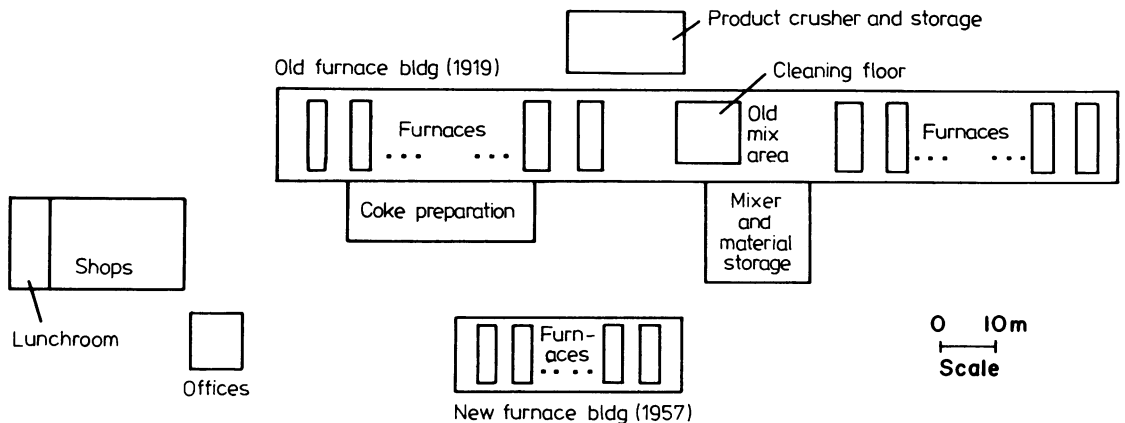 Product crusher and storage
Old furnace bldg (1919)
Cleaning floor
Furnaces
... ...
Old
mix
area
Furnaces
... ...
Coke preparation
Mixer
and
material
storage
Shops
Lunchroom
Offices
Furn-
aces
.. ..
New furnace bldg (1957)
0 10m
Scale